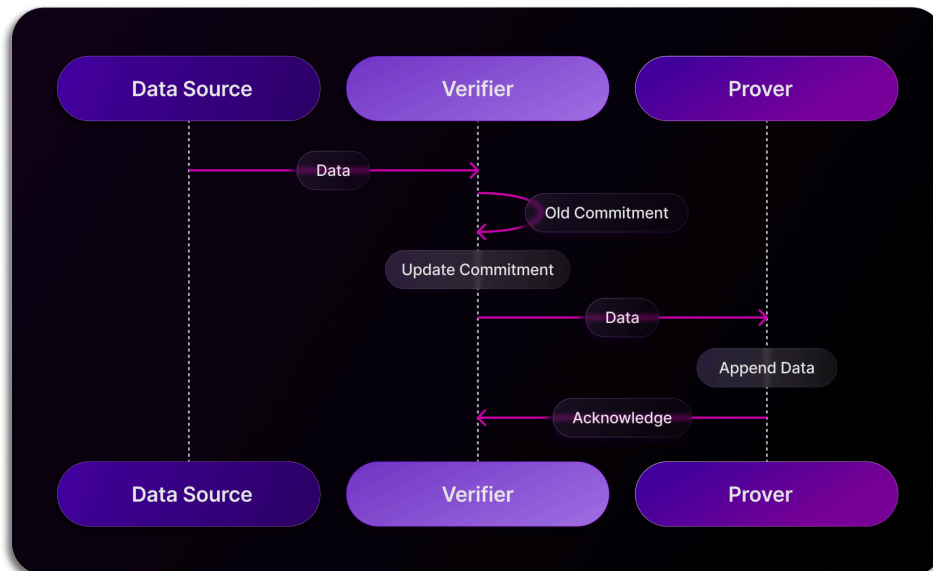 Data Source
Verifier
Prover
Data
Old Commitment
Update Commitment
Data
Append Data
Acknowledge
Data Source
Verifier
Prover